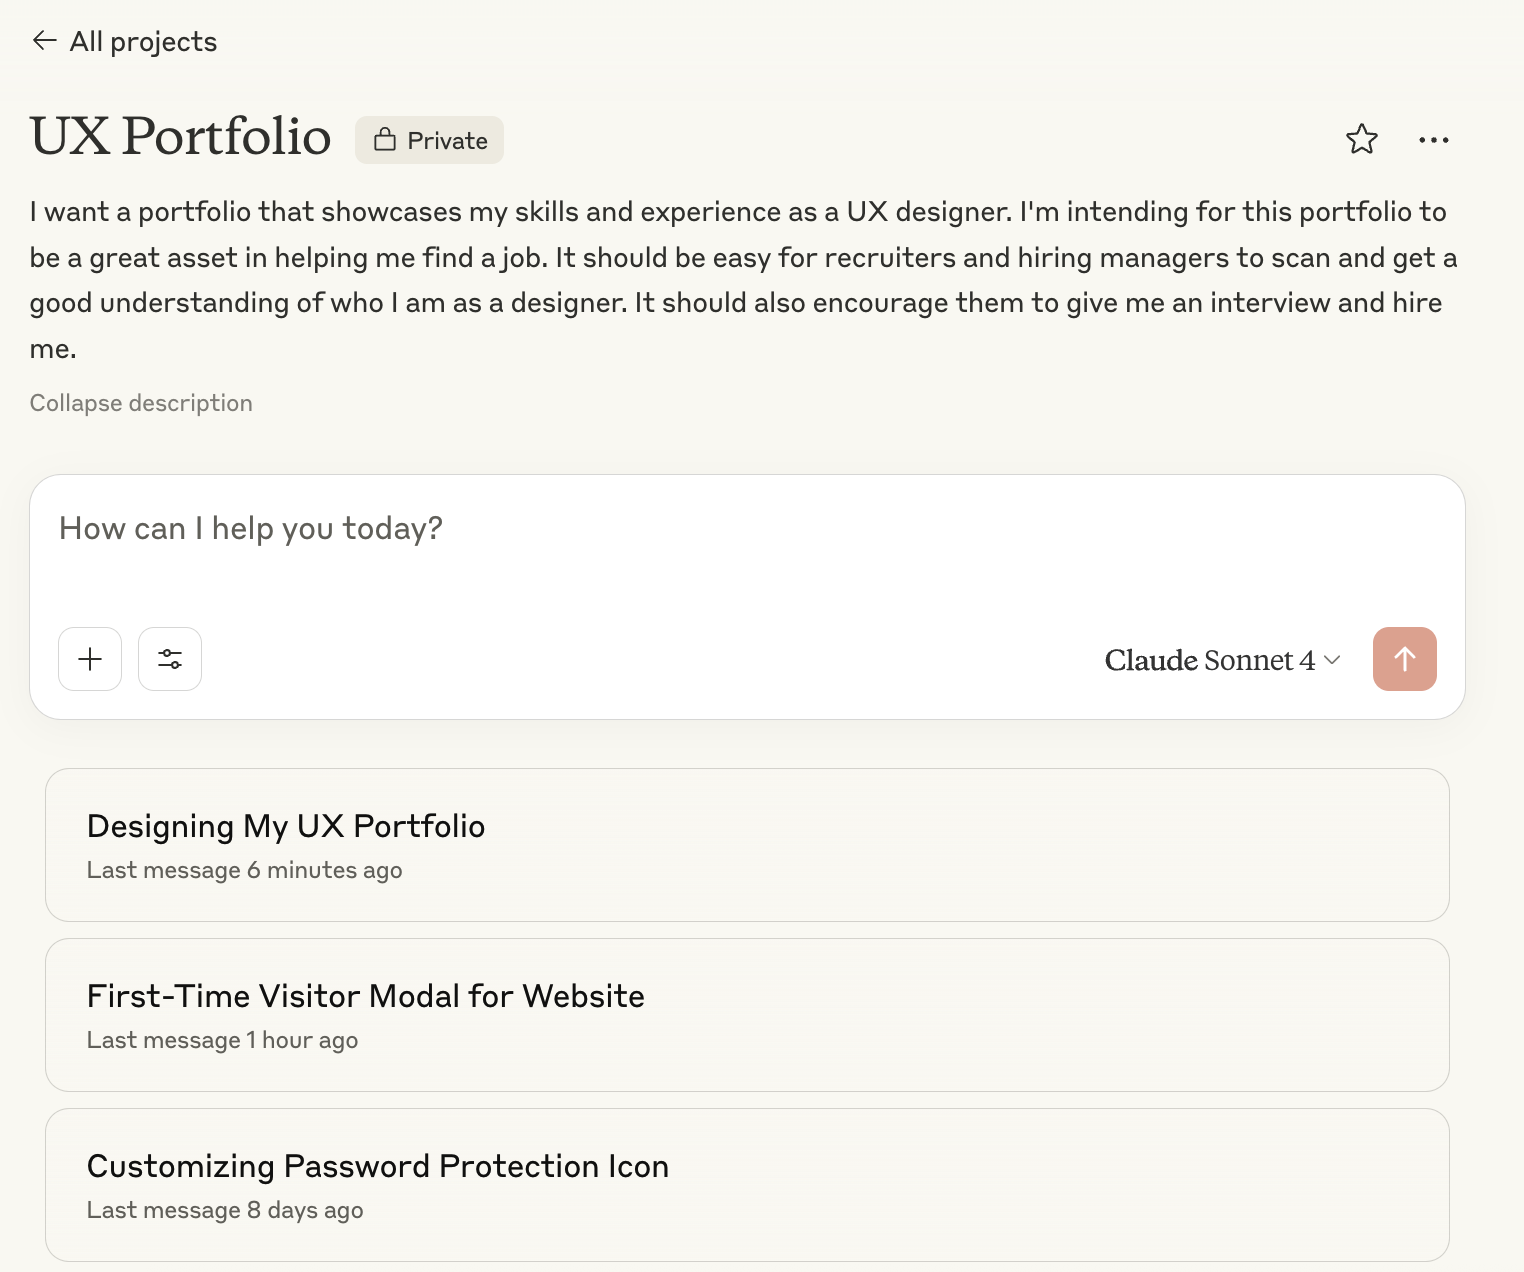 All projects
UX Portfolio
Private
I want a portfolio that showcases my skills and experience as a UX designer. I'm intending for this portfolio to
be a great asset in helping me find a job. It should be easy for recruiters and hiring managers to scan and get a
good understanding of who I am as a designer. It should also encourage them to give me an interview and hire
me.
Collapse description
How can I help you today?
Claude Sonnet 4
Designing My UX Portfolio
Last message 6 minutes ago
First-Time Visitor Modal for Website
Last message 1 hour ago
Customizing Password Protection Icon
Last message 8 days ago